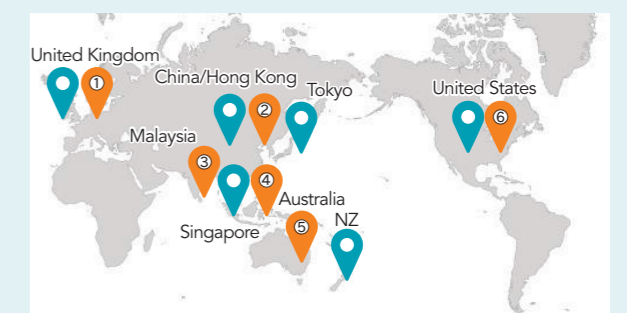 United Kingdom
①
China/Hong Kong
②
Tokyo
United States
⑥
Malaysia
③
④
Australia
Singapore
⑤
NZ